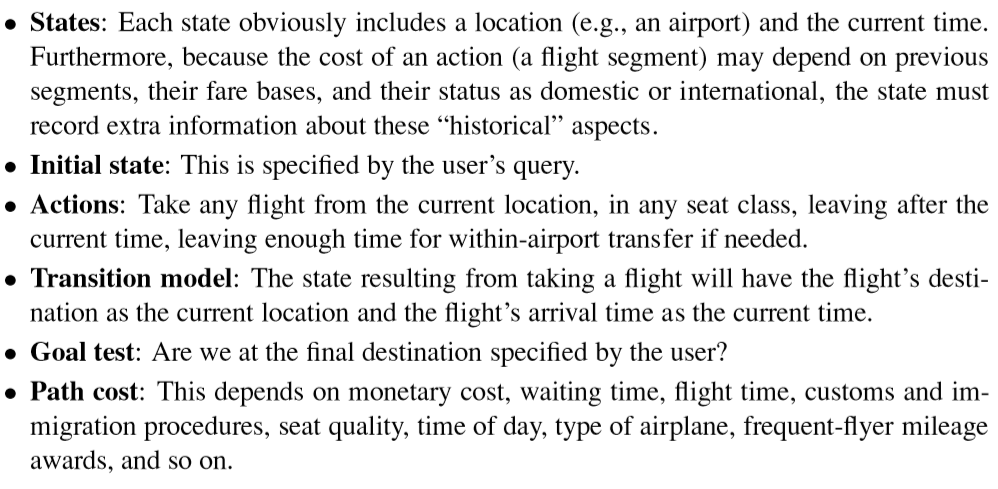 • States: Each state obviously includes a location (e.g., an airport) and the current time.
Furthermore, because the cost of an action (a flight segment) may depend on previous
segments, their fare bases, and their status as domestic or international, the state must
record extra information about these “historical” aspects.
• Initial state: This is specified by the user’s query.
• Actions: Take any flight from the current location, in any seat class, leaving after the
current time, leaving enough time for within-airport transfer if needed.
• Transition model: The state resulting from taking a flight will have the flight’s desti-
nation as the current location and the flight’s arrival time as the current time.
• Goal test: Are we at the final destination specified by the user?
• Path cost: This depends on monetary cost, waiting time, flight time, customs and im-
migration procedures, seat quality, time of day, type of airplane, frequent-flyer mileage
awards, and so on.